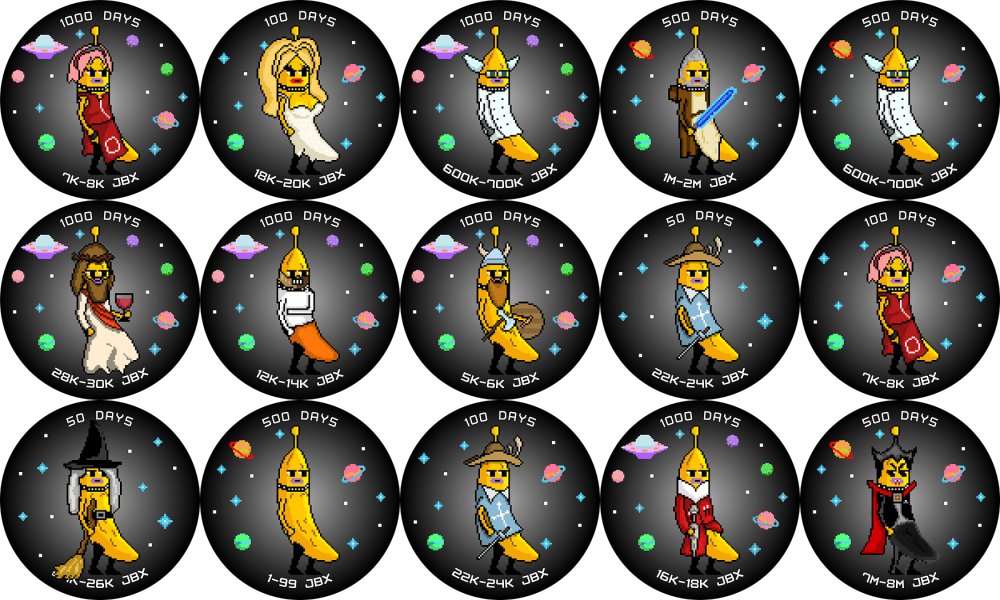 1000 DAYS
7K-8K JBX
100 DAYS
18K-20K JBX
1000 DAYS
600K-700K JBX
500 DAYS
1M-2M JBX
500 DAYS
600K-700K JBX
1000 DAYS
28K-30K JBX
1000 DAYS
12K-14K JBX
1000 DAYS
5K-6K JBX
50 DAYS
22K-24K JBX
100 DAYS
7K-8K JBX
50 DAYS
-26K JBX
500 DAYS
1-99 JBX
100 DAYS
22K-24K JBX
1000 DAYS
16K-18K JBX
500 DAYS
7M-8M JBX